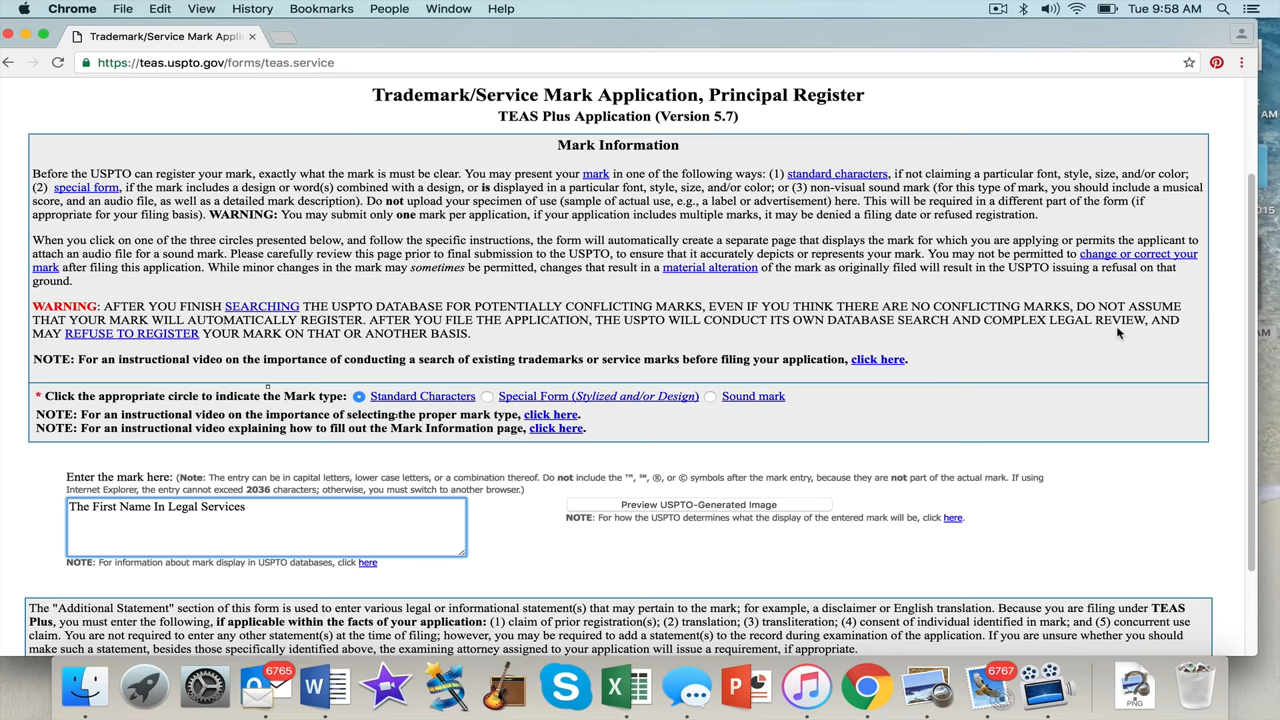 Chrome File Edit View History Bookmarks People Window Help Tue 9:58 AM
Trademark/Service Mark Appli
https://teas.uspto.gov/forms/teas.service
AM
Trademark/Service Mark Application, Principal Register
TEAS Plus Application (Version 5.7)
Mark Information
Before the USPTO can register your mark, exactly what the mark is must be clear. You may present your mark in one of the following ways: (1) standard characters, if not claiming a particular font, style, size, and/or color;
(2) special form, if the mark includes a design or word(s) combined with a design, or is displayed in a particular font, style, size, and/or color; or (3) non-visual sound mark (for this type of mark, you should include a musical
score, and an audio file, as well as a detailed mark description). Do not upload your specimen of use (sample of actual use, e.g., a label or advertisement) here. This will be required in a different part of the form (if
appropriate for your filing basis). WARNING: You may submit only one mark per application, if your application includes multiple marks, it may be denied a filing date or refused registration.
2015
When you click on one of the three circles presented below, and follow the specific instructions, the form will automatically create a separate page that displays the mark for which you are applying or permits the applicant to
attach an audio file for a sound mark. Please carefully review this page prior to final submission to the USPTO, to ensure that it accurately depicts or represents your mark. You may not be permitted to change or correct your
mark after filing this application. While minor changes in the mark may sometimes be permitted, changes that result in a material alteration of the mark as originally filed will result in the USPTO issuing a refusal on that
ground.
WARNING: AFTER YOU FINISH SEARCHING THE USPTO DATABASE FOR POTENTIALLY CONFLICTING MARKS, EVEN IF YOU THINK THERE ARE NO CONFLICTING MARKS, DO NOT ASSUME
THAT YOUR MARK WILL AUTOMATICALLY REGISTER. AFTER YOU FILE THE APPLICATION, THE USPTO WILL CONDUCT ITS OWN DATABASE SEARCH AND COMPLEX LEGAL REVIEW, AND
MAY REFUSE TO REGISTER YOUR MARK ON THAT OR ANOTHER BASIS.
AM
NOTE: For an instructional video on the importance of conducting a search of existing trademarks or service marks before filing your application, click here.
* Click the appropriate circle to indicate the Mark type: Standard Characters Special Form (Stylized and/or Design) Sound mark
NOTE: For an instructional video on the importance of selecting the proper mark type, click here.
NOTE: For an instructional video explaining how to fill out the Mark Information page, click here.
Enter the mark here: (Note: The entry can be in capital letters, lower case letters, or a combination thereof. Do not include the ™, ℠, ®, or © symbols after the mark entry, because they are not part of the actual mark. If using
Internet Explorer, the entry cannot exceed 2036 characters; otherwise, you must switch to another browser.)
The First Name In Legal Services
Preview USPTO-Generated Image
NOTE: For how the USPTO determines what the display of the entered mark will be, click here.
NOTE: For information about mark display in USPTO databases, click here
The "Additional Statement" section of this form is used to enter various legal or informational statement(s) that may pertain to the mark; for example, a disclaimer or English translation. Because you are filing under TEAS
Plus, you must enter the following, if applicable within the facts of your application: (1) claim of prior registration(s); (2) translation; (3) transliteration; (4) consent of individual identified in mark; and (5) concurrent use
claim. You are not required to enter any other statement(s) at the time of filing; however, you may be required to add a statement(s) to the record during examination of the application. If you are unsure whether you should
make such a statement, besides those specifically identified above, the examining attorney assigned to your application will issue a requirement, if appropriate.
6765 6767
W S X P
PNG